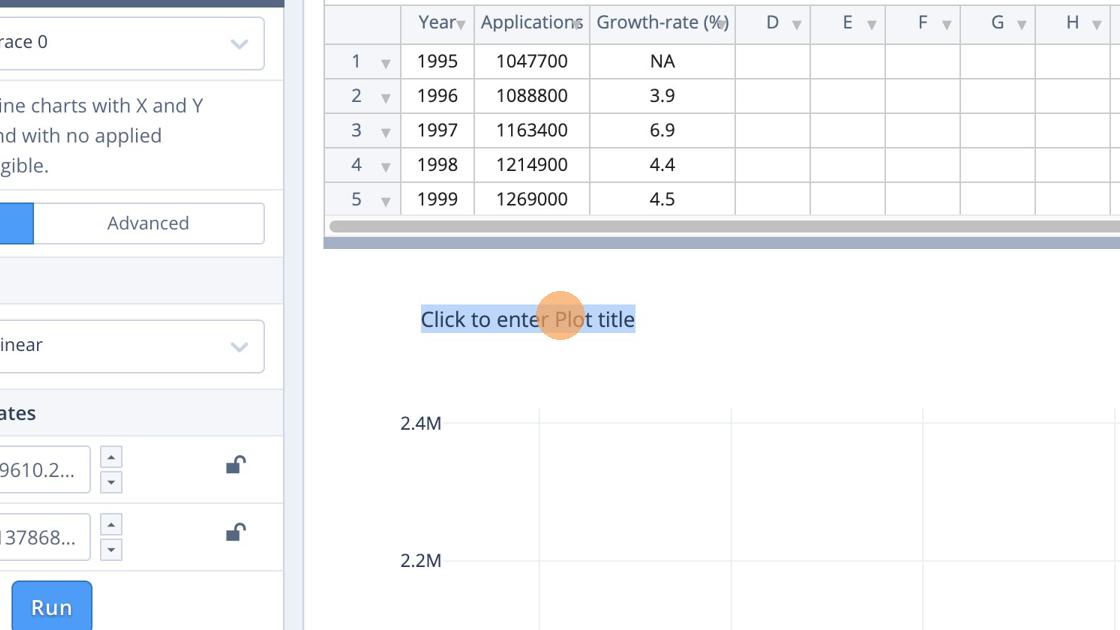 race 0
ine charts with X and Y
nd with no applied
gible.
Advanced
inear
ates
9610.2...
137868...
Run
Year Applications Growth-rate (%) D E F G H
1 1995 1047700 NA
2 1996 1088800 3.9
3 1997 1163400 6.9
4 1998 1214900 4.4
5 1999 1269000 4.5
Click to enter Plot title
2.4M
2.2M